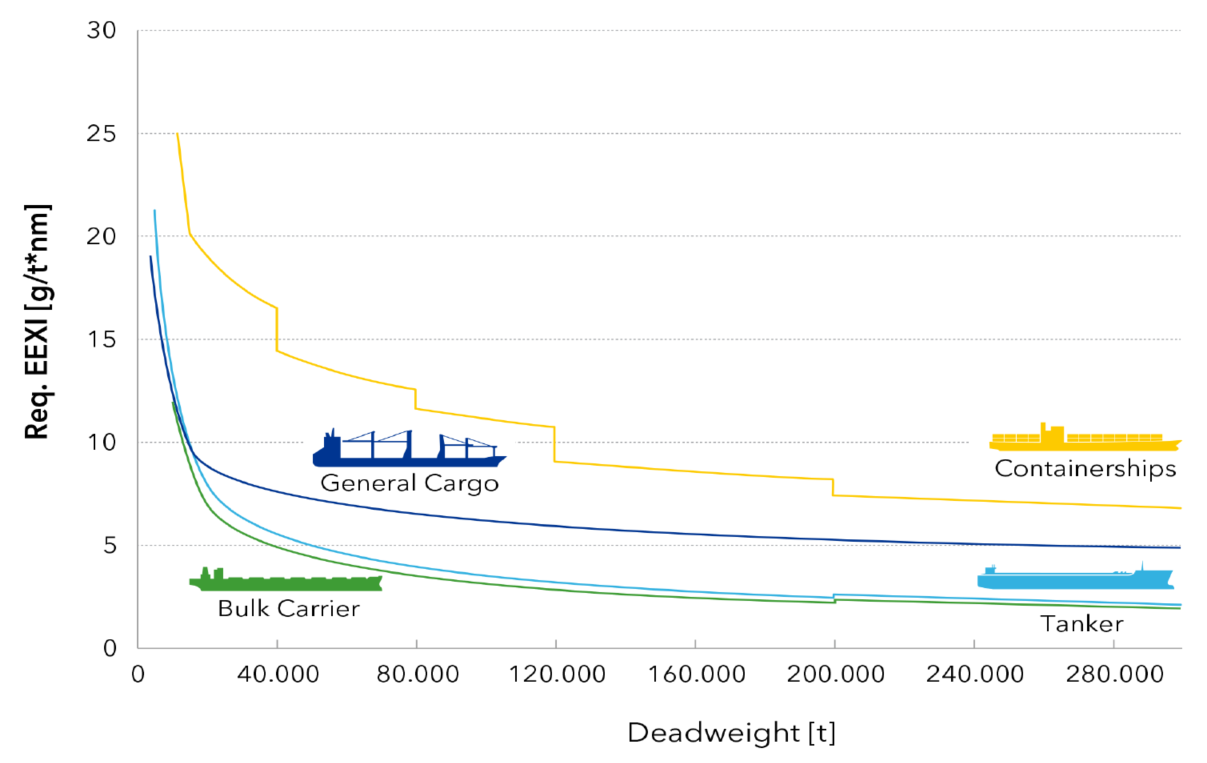 30
25
20
15
10
5
0
Req. EEXI [g/t*nm]
General Cargo
Containerships
Bulk Carrier
Tanker
0 40.000 80.000 120.000 160.000 200.000 240.000 280.000
Deadweight [t]